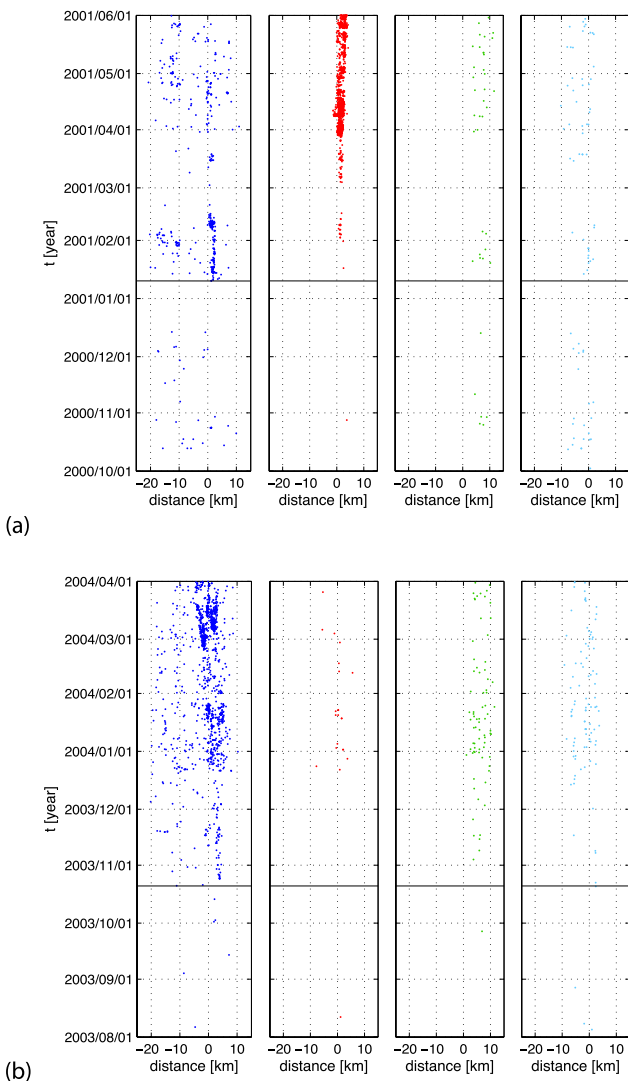 2001/06/01
2001/05/01
2001/04/01
2001/03/01
2001/02/01
2001/01/01
2000/12/01
2000/11/01
2000/10/01
t [year]
−20 −10 0 10
distance [km]
−20 −10 0 10
distance [km]
−20 −10 0 10
distance [km]
−20 −10 0 10
distance [km]
(a)
2004/04/01
2004/03/01
2004/02/01
2004/01/01
2003/12/01
2003/11/01
2003/10/01
2003/09/01
2003/08/01
t [year]
−20 −10 0 10
distance [km]
−20 −10 0 10
distance [km]
−20 −10 0 10
distance [km]
−20 −10 0 10
distance [km]
(b)